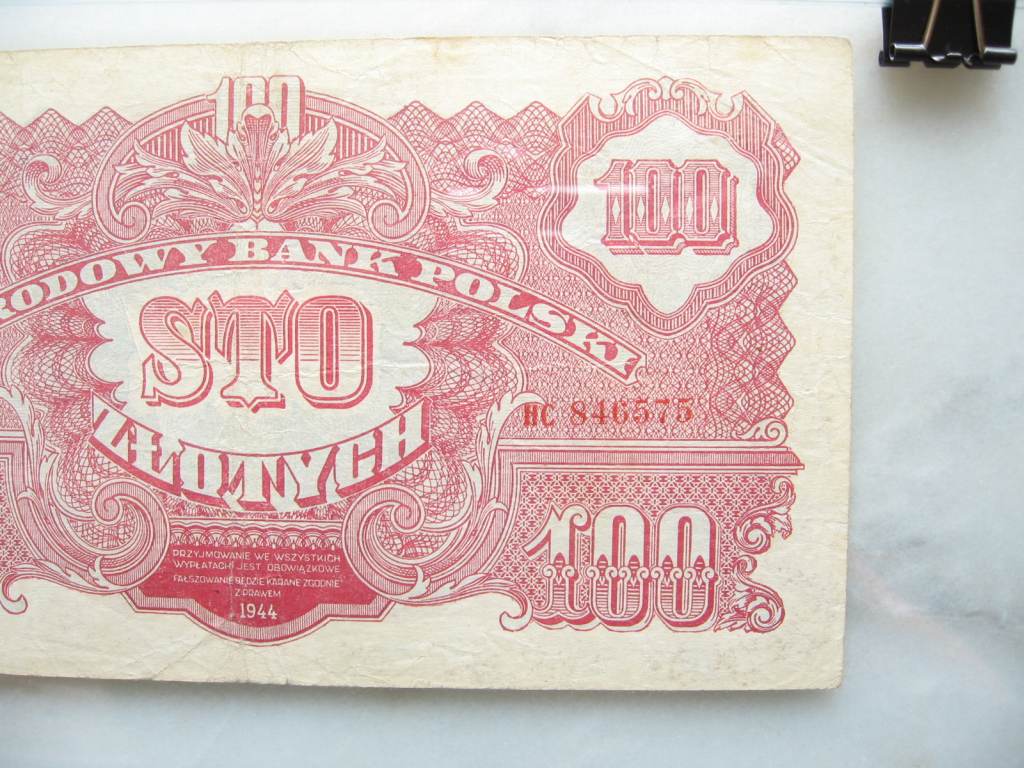 100
100
RODOWY BANK POLSKI
STO
HC 846575
ZŁOTYCH
100
PRZYJMOWANIE WE WSZYSTKICH
WYPŁATACH JEST OBOWIĄZKOWE
FAŁSZOWANIE BĘDZIE KARANE ZGODNIE
Z PRAWEM
1944